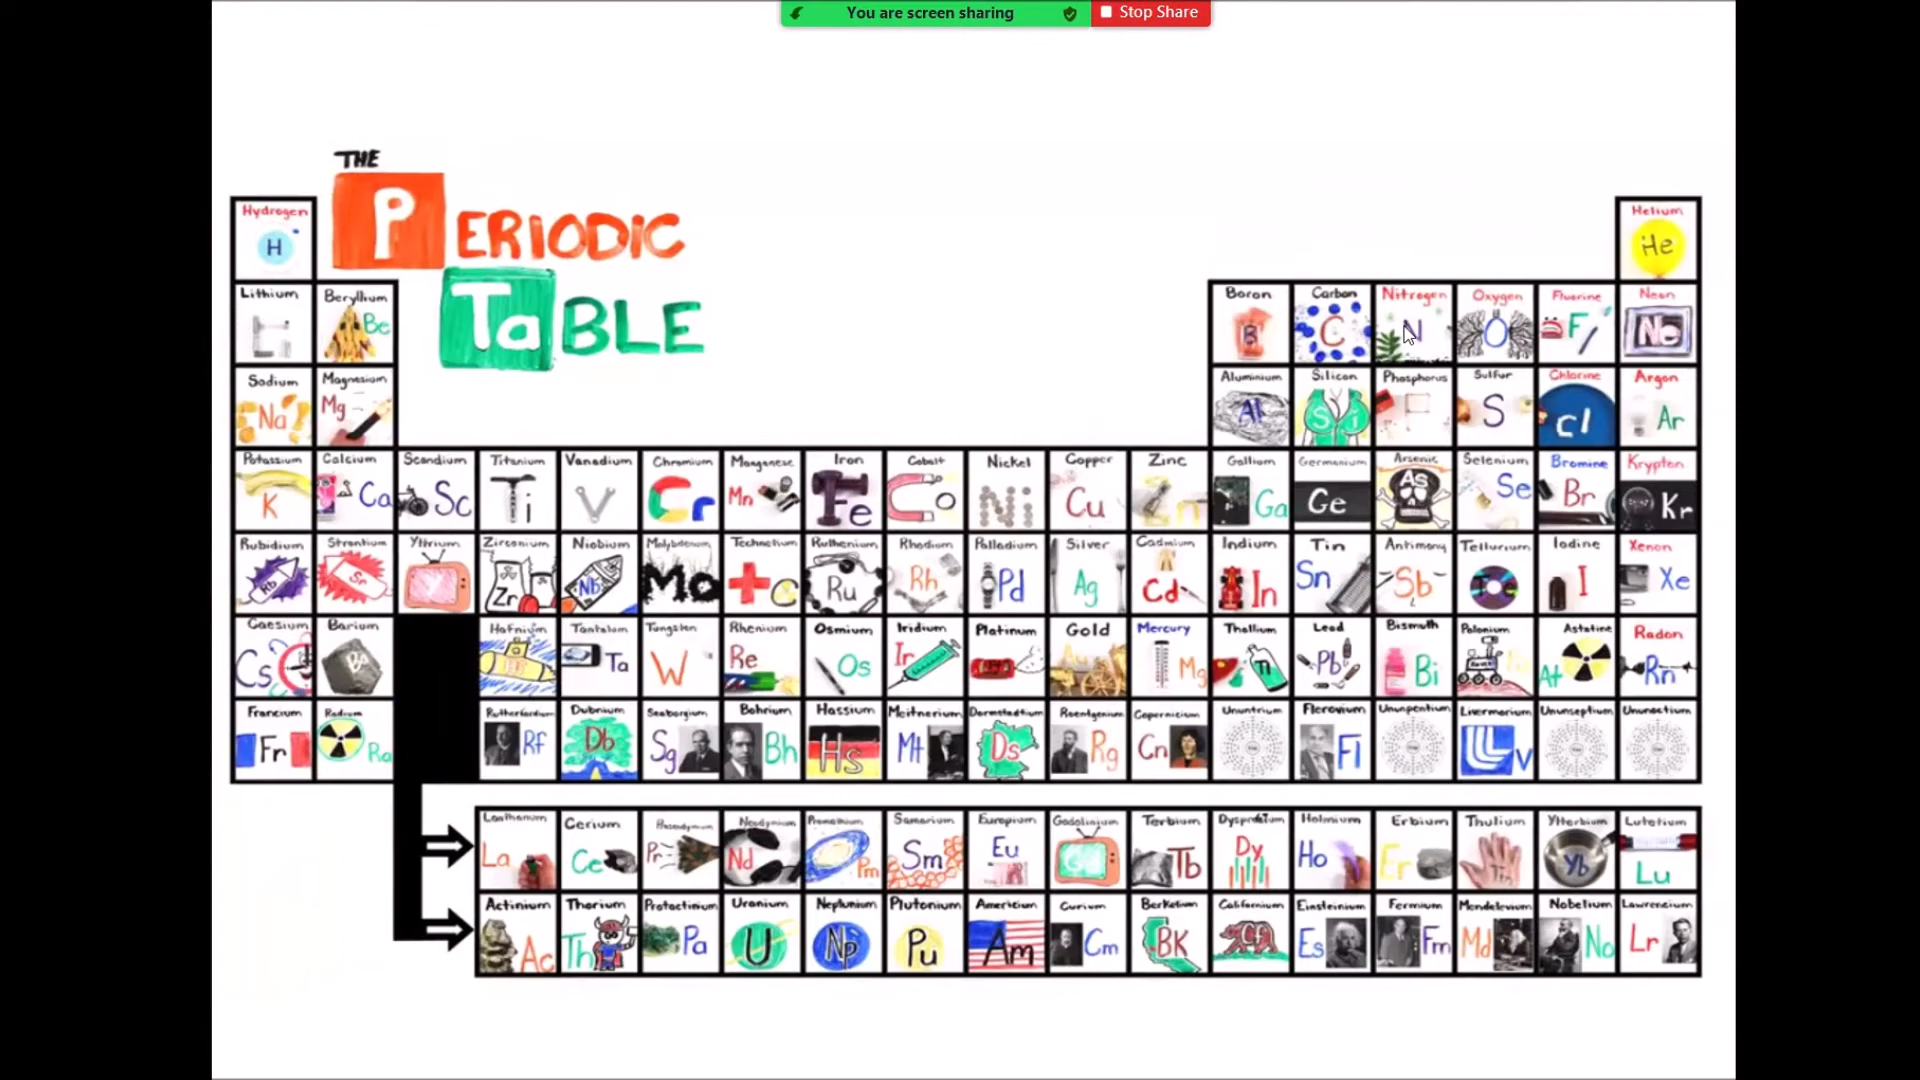 You are screen sharing
Stop Share
THE
PERIODIC
TaBLE
Hydrogen
H
Helium
He
Lithium
Li
Beryllium
Be
Boron
B
Carbon
C
Nitrogen
N
Oxygen
O
Fluorine
F
Neon
Ne
Sodium
Na
Magnesium
Mg
Aluminium
Al
Silicon
Si
Phosphorus
Sulfur
S
Chlorine
Cl
Argon
Ar
Potassium
K
Calcium
Ca
Scandium
Sc
Titanium
Ti
Vanadium
V
Chromium
Cr
Manganese
Mn
Iron
Fe
Cobalt
Co
Nickel
Ni
Copper
Cu
Zinc
Zn
Gallium
Ga
Germanium
Ge
Arsenic
As
Selenium
Se
Bromine
Br
Krypton
Kr
Rubidium
Rb
Strontium
Sr
Yttrium
Zirconium
Zr
Niobium
Nb
Molybdenum
Mo
Technetium
Tc
Ruthenium
Ru
Rhodium
Rh
Palladium
Pd
Silver
Ag
Cadmium
Cd
Indium
In
Tin
Sn
Antimony
Sb
Tellurium
Iodine
I
Xenon
Xe
Caesium
Cs
Barium
Ba
Hafnium
Hf
Tantalum
Ta
Tungsten
W
Rhenium
Re
Osmium
Os
Iridium
Ir
Platinum
Gold
Au
Mercury
Mg
Thallium
Tl
Lead
Pb
Bismuth
Bi
Polonium
Astatine
At
Radon
Rn
Francium
Fr
Radium
Ra
Rutherfordium
Rf
Dubnium
Db
Seaborgium
Sg
Bohrium
Bh
Hassium
Hs
Meitnerium
Mt
Darmstadtium
Ds
Roentgenium
Rg
Copernicium
Cn
Ununtrium
Flerovium
Fl
Ununpentium
Livermorium
Lv
Ununseptium
Ununoctium
Lanthanum
La
Cerium
Ce
Praseodymium
Pr
Neodymium
Nd
Promethium
Pm
Samarium
Sm
Europium
Eu
Gadolinium
Gd
Terbium
Tb
Dysprosium
Dy
Holmium
Ho
Erbium
Er
Thulium
Tm
Ytterbium
Yb
Lutetium
Lu
Actinium
Ac
Thorium
Th
Protactinium
Pa
Uranium
U
Neptunium
Np
Plutonium
Pu
Americium
Am
Curium
Cm
Berkelium
BK
Californium
Cf
Einsteinium
Es
Fermium
Fm
Mendelevium
Md
Nobelium
No
Lawrencium
Lr